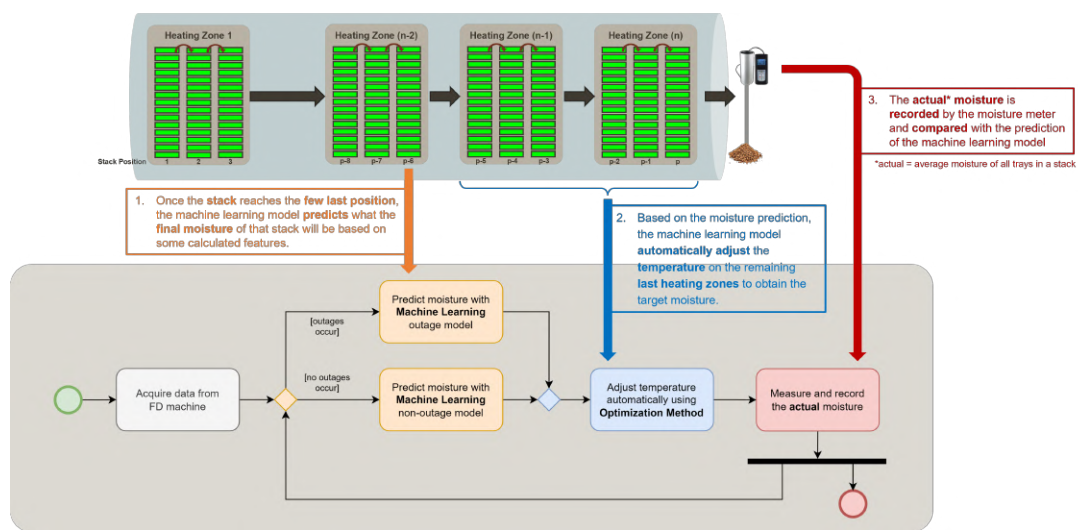 Heating Zone 1
Heating Zone (n-2)
Heating Zone (n-1)
Heating Zone (n)
Stack Position
1 2 3
p-8 p-7 p-6
p-5 p-4 p-3
p-2 p-1 p
1. Once the stack reaches the few last position,
the machine learning model predicts what the
final moisture of that stack will be based on
some calculated features.
2. Based on the moisture prediction,
the machine learning model
automatically adjust the
temperature on the remaining
last heating zones to obtain the
target moisture.
3. The actual* moisture is
recorded by the moisture meter
and compared with the prediction
of the machine learning model
*actual = average moisture of all trays in a stack
Acquire data from
FD machine
[outages
occur]
[no outages
occur]
Predict moisture with
Machine Learning
outage model
Predict moisture with
Machine Learning
non-outage model
Adjust temperature
automatically using
Optimization Method
Measure and record
the actual moisture